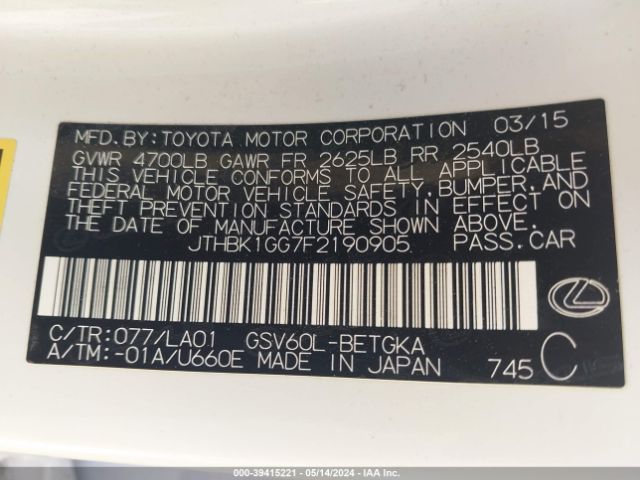 MFD. BY: TOYOTA MOTOR CORPORATION 03/15
GVWR 4700LB GAWR FR 2625LB RR 2540LB
THIS VEHICLE CONFORMS TO ALL APPLICABLE
FEDERAL MOTOR VEHICLE SAFETY, BUMPER, AND
THEFT PREVENTION STANDARDS IN EFFECT ON
THE DATE OF MANUFACTURE SHOWN ABOVE.
JTHBK1GG7F2190905 PASS.CAR
C/TR: 077/LA01 GSV60L-BETGKA
A/TM: -01A/U660E MADE IN JAPAN 745 C
000-39415221 | 05/14/2024 | IAA Inc.